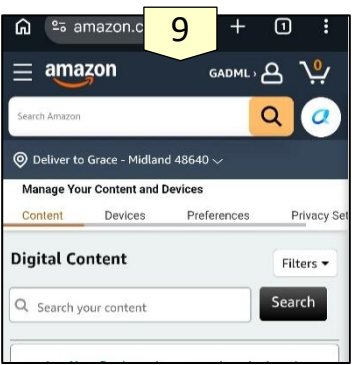 9
amazon.c
1
amazon
GADML ›
0
Search Amazon
Deliver to Grace - Midland 48640
Manage Your Content and Devices
Content Devices Preferences Privacy Set
Digital Content
Filters
Search your content
Search